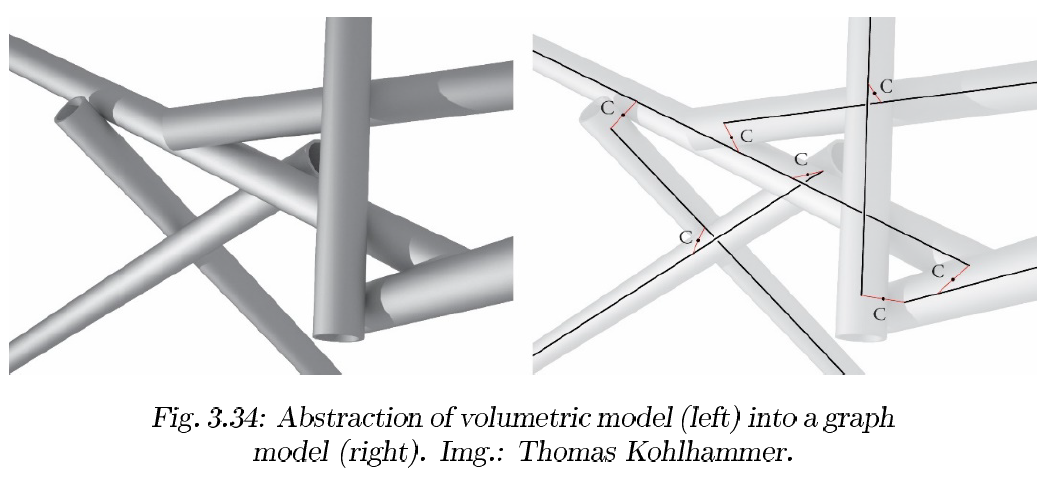 C
C
C
C
C
C
C
Fig. 3.34: Abstraction of volumetric model (left) into a graph
model (right). Img.: Thomas Kohlhammer.